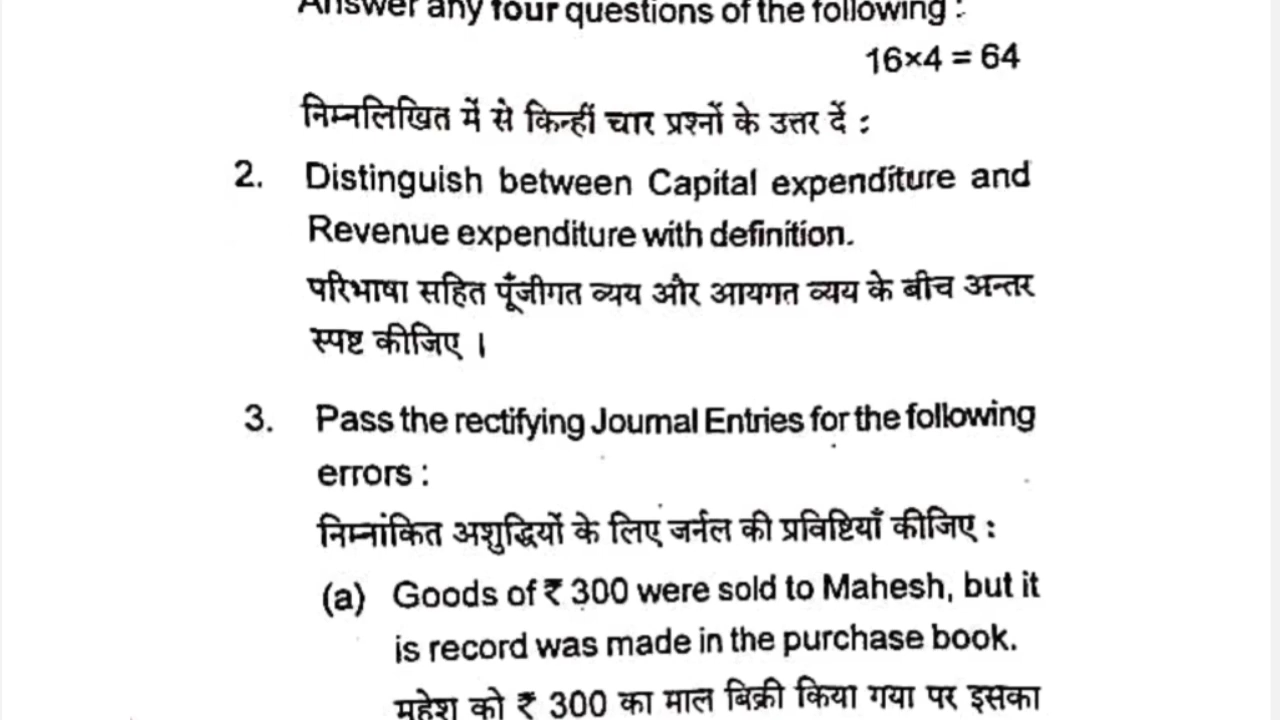 Answer any four questions of the following :
16×4 = 64
निम्नलिखित में से किन्हीं चार प्रश्नों के उत्तर दें :
2. Distinguish between Capital expenditure and
Revenue expenditure with definition.
परिभाषा सहित पूँजीगत व्यय और आयगत व्यय के बीच अन्तर
स्पष्ट कीजिए ।
3. Pass the rectifying Journal Entries for the following
errors :
निम्नांकित अशुद्धियों के लिए जर्नल की प्रविष्टियाँ कीजिए :
(a) Goods of ₹ 300 were sold to Mahesh, but it
is record was made in the purchase book.
महेश को ₹ 300 का माल बिक्री किया गया पर इसका